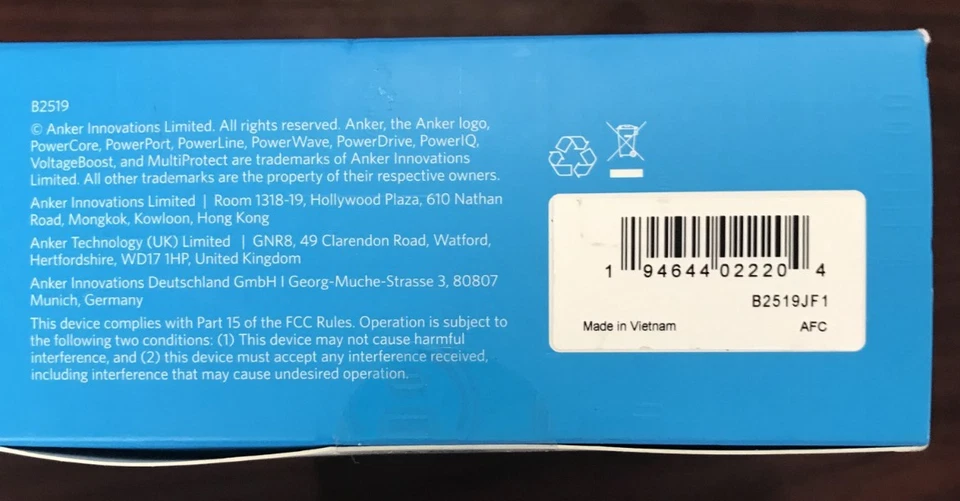 B2519
© Anker Innovations Limited. All rights reserved. Anker, the Anker logo,
PowerCore, PowerPort, PowerLine, PowerWave, PowerDrive, PowerIQ,
VoltageBoost, and MultiProtect are trademarks of Anker Innovations
Limited. All other trademarks are the property of their respective owners.
Anker Innovations Limited | Room 1318-19, Hollywood Plaza, 610 Nathan
Road, Mongkok, Kowloon, Hong Kong
Anker Technology (UK) Limited | GNR8, 49 Clarendon Road, Watford,
Hertfordshire, WD17 1HP, United Kingdom
Anker Innovations Deutschland GmbH I Georg-Muche-Strasse 3, 80807
Munich, Germany
This device complies with Part 15 of the FCC Rules. Operation is subject to
the following two conditions: (1) This device may not cause harmful
interference, and (2) this device must accept any interference received,
including interference that may cause undesired operation.
1 94644 02220 4
B2519JF1
Made in Vietnam AFC